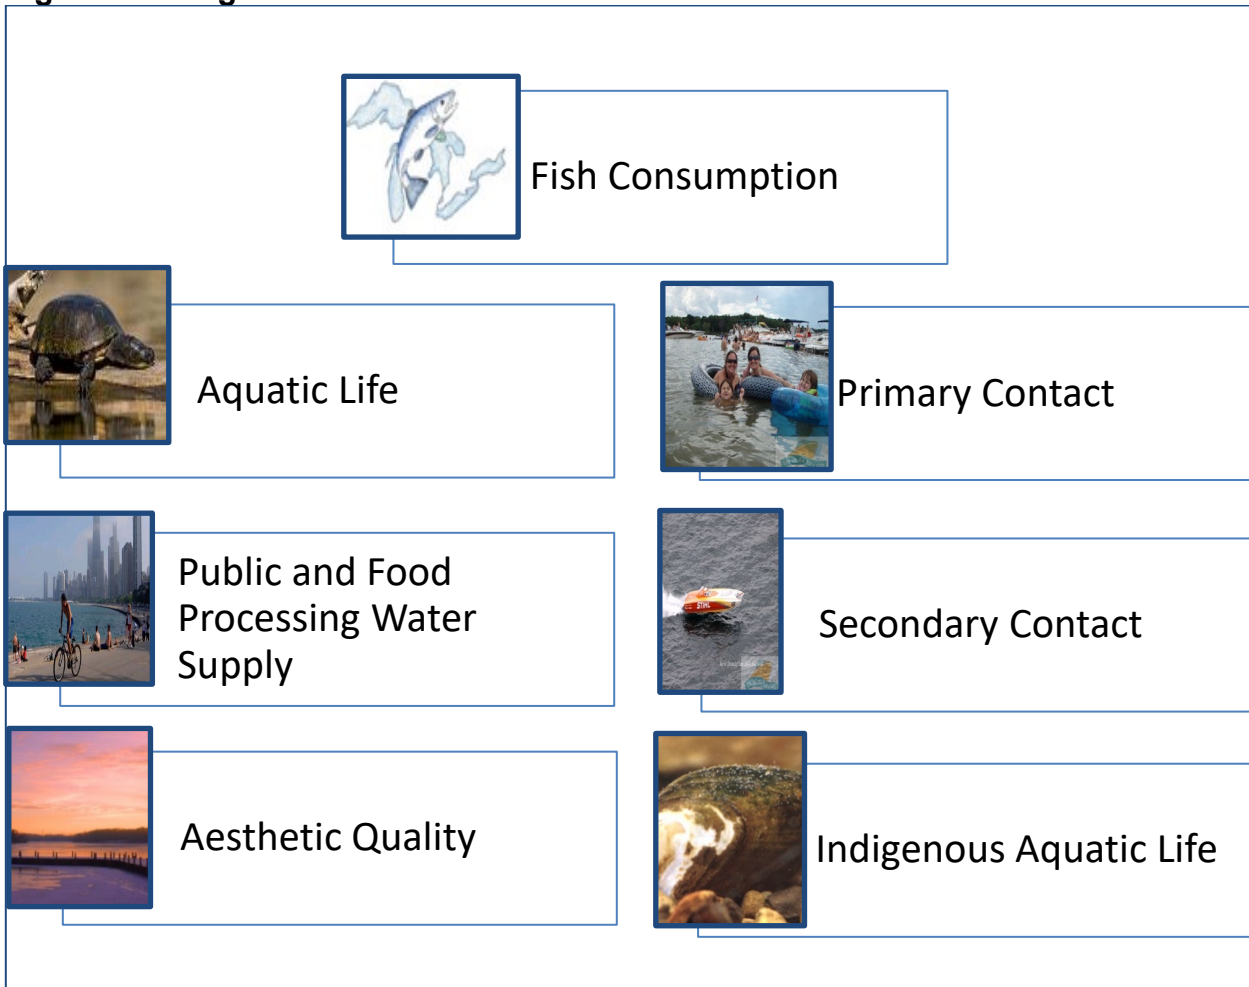 Fish Consumption
Aquatic Life
Primary Contact
Public and Food
Processing Water
Supply
STIHL
Secondary Contact
Aesthetic Quality
Indigenous Aquatic Life